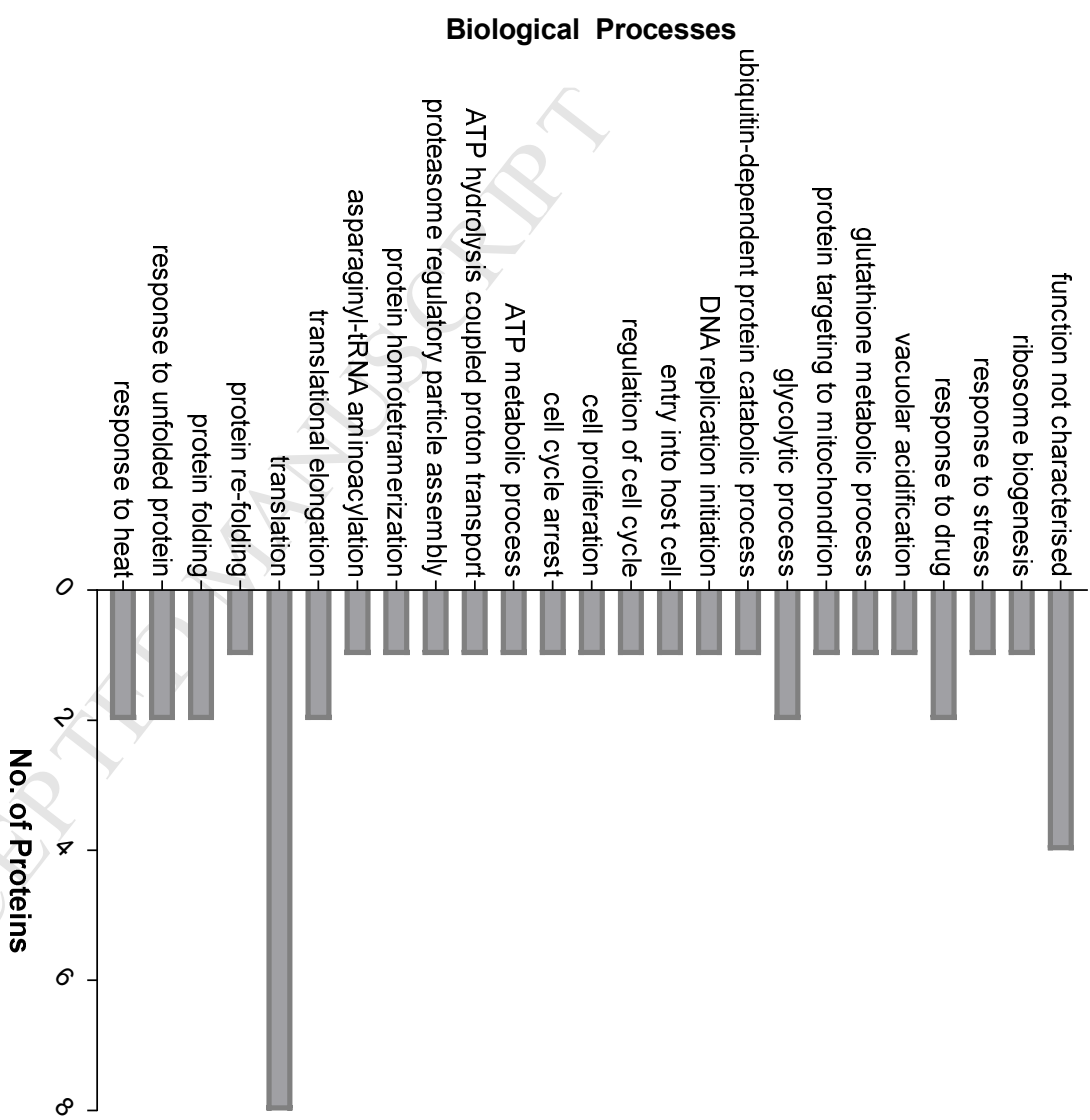 Biological Processes
function not characterised
ribosome biogenesis
response to stress
response to drug
vacuolar acidification
glutathione metabolic process
protein targeting to mitochondrion
glycolytic process
ubiquitin-dependent protein catabolic process
DNA replication initiation
entry into host cell
regulation of cell cycle
cell proliferation
cell cycle arrest
ATP metabolic process
ATP hydrolysis coupled proton transport
proteasome regulatory particle assembly
protein homotetramerization
asparaginyl-tRNA aminoacylation
translational elongation
translation
protein re-folding
protein folding
response to unfolded protein
response to heat
0
2
4
6
8
No. of Proteins
EPTED MANUSCRIPT